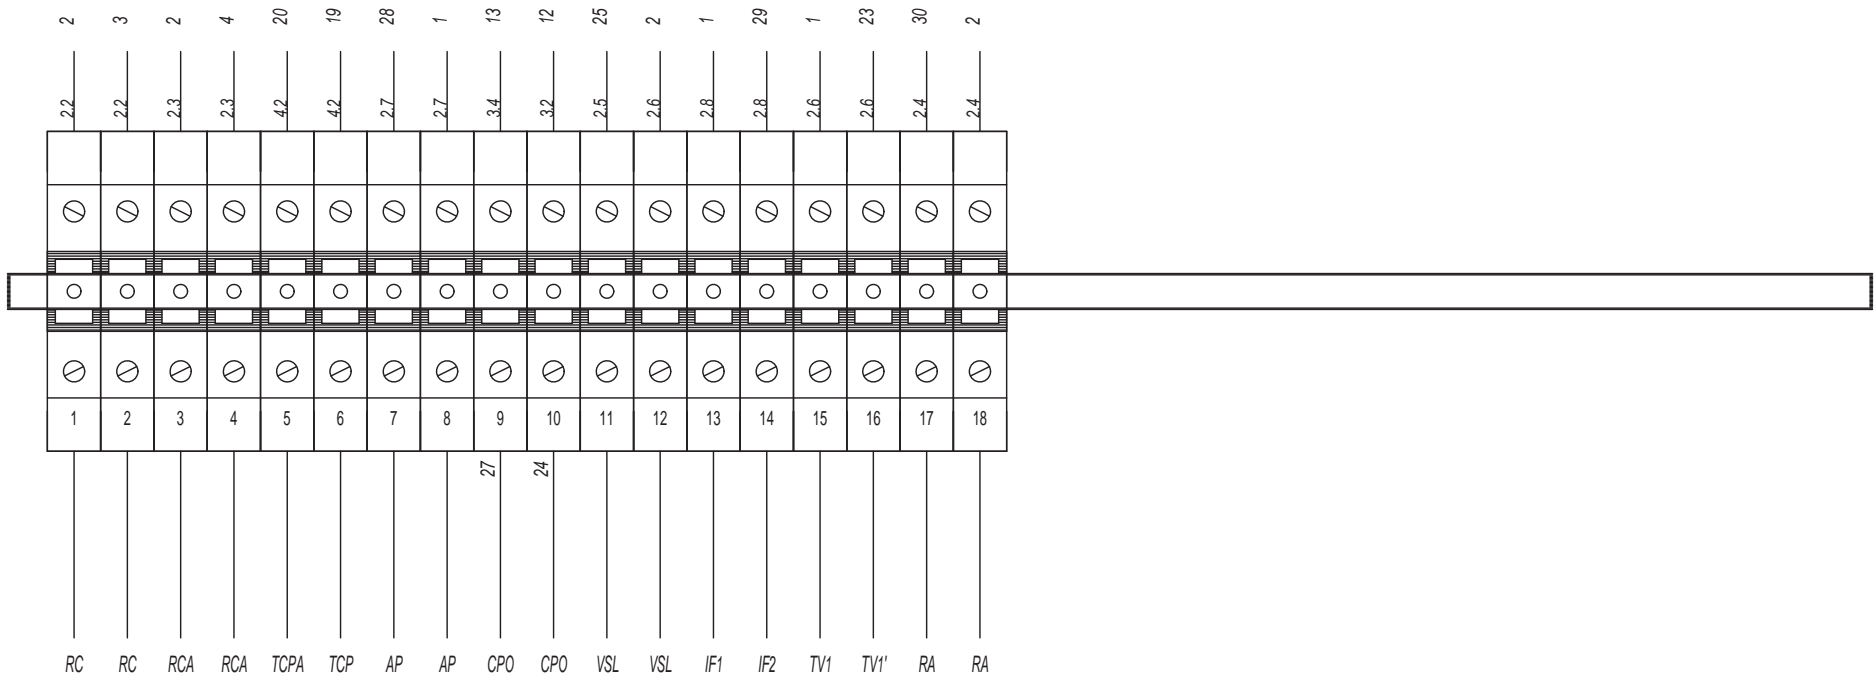 2 3 2 4 20 19 28 1 13 12 25 2 1 29 1 23 30 2
2.2 2.2 2.3 2.3 4.2 4.2 2.7 2.7 3.4 3.2 2.5 2.6 2.8 2.8 2.6 2.6 2.4 2.4
1 2 3 4 5 6 7 8 9 10 11 12 13 14 15 16 17 18
27 24
RC RC RCA RCA TCPA TCP AP AP CPO CPO VSL VSL IF1 IF2 TV1 TV1' RA RA